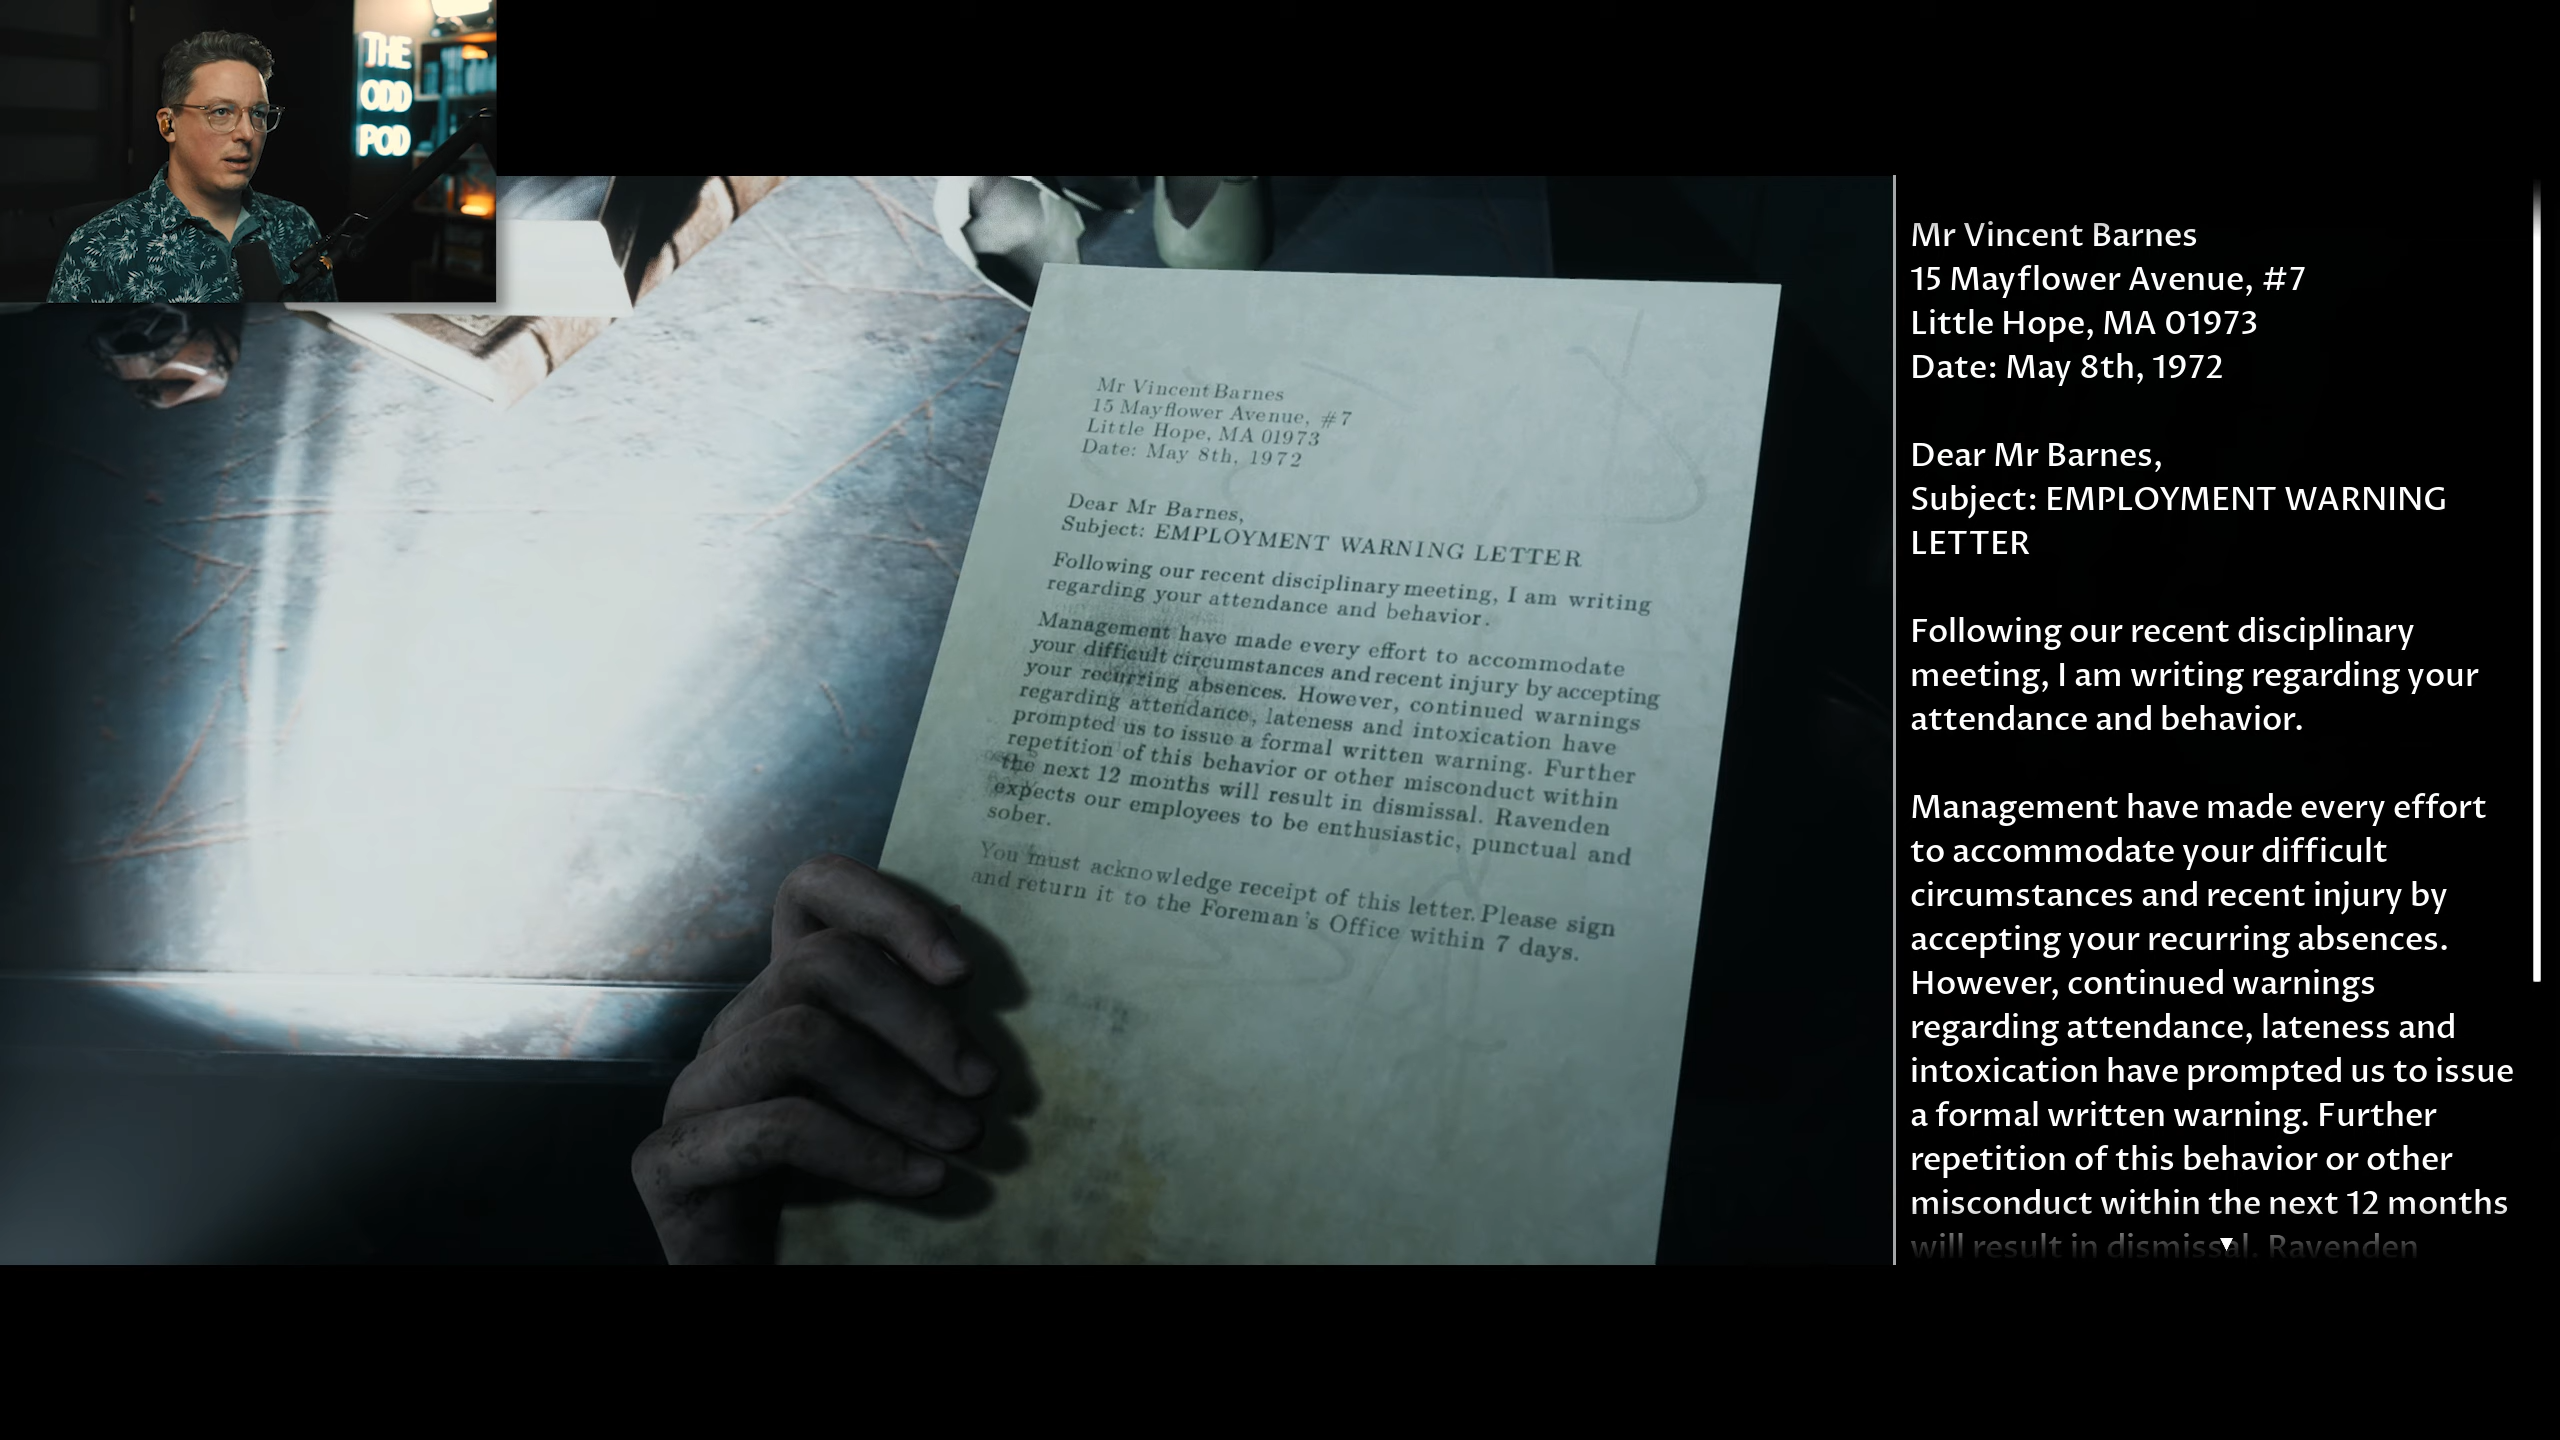 THE
ODD
POD
Mr Vincent Barnes
15 Mayflower Avenue, #7
Little Hope, MA 01973
Date: May 8th, 1972
Dear Mr Barnes,
Subject: EMPLOYMENT WARNING LETTER
Following our recent disciplinary meeting, I am writing
regarding your attendance and behavior.
Management have made every effort to accommodate
your difficult circumstances and recent injury by accepting
your recurring absences. However, continued warnings
regarding attendance, lateness and intoxication have
prompted us to issue a formal written warning. Further
repetition of this behavior or other misconduct within
the next 12 months will result in dismissal. Ravenden
expects our employees to be enthusiastic, punctual and
sober.
You must acknowledge receipt of this letter. Please sign
and return it to the Foreman's Office within 7 days.
Mr Vincent Barnes
15 Mayflower Avenue, #7
Little Hope, MA 01973
Date: May 8th, 1972
Dear Mr Barnes,
Subject: EMPLOYMENT WARNING
LETTER
Following our recent disciplinary
meeting, I am writing regarding your
attendance and behavior.
Management have made every effort
to accommodate your difficult
circumstances and recent injury by
accepting your recurring absences.
However, continued warnings
regarding attendance, lateness and
intoxication have prompted us to issue
a formal written warning. Further
repetition of this behavior or other
misconduct within the next 12 months
will result in dismissal. Ravenden